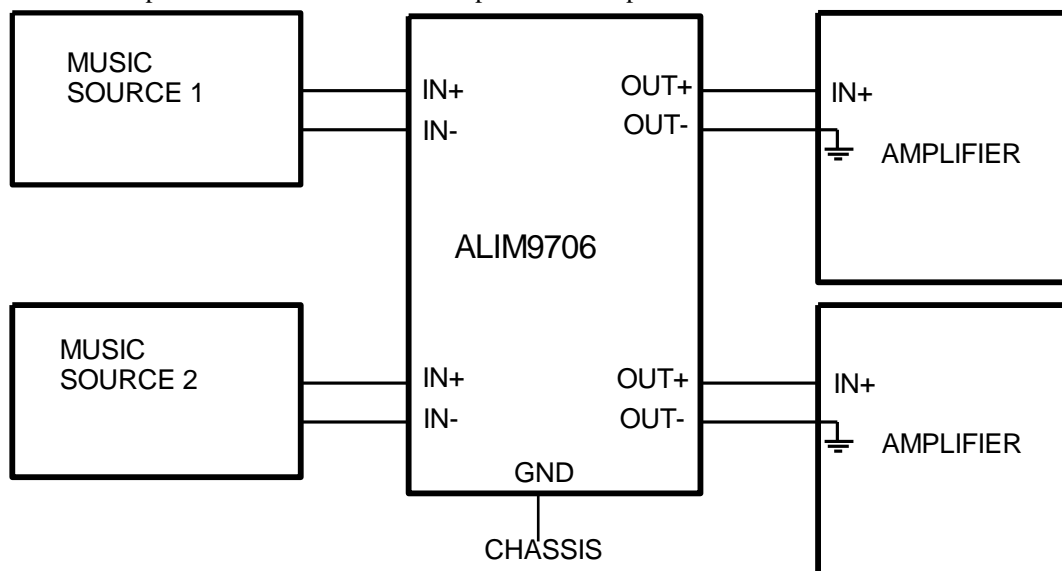 MUSIC
SOURCE 1
IN+
IN-
OUT+
OUT-
IN+
AMPLIFIER
ALIM9706
MUSIC
SOURCE 2
IN+
IN-
OUT+
OUT-
IN+
AMPLIFIER
GND
CHASSIS